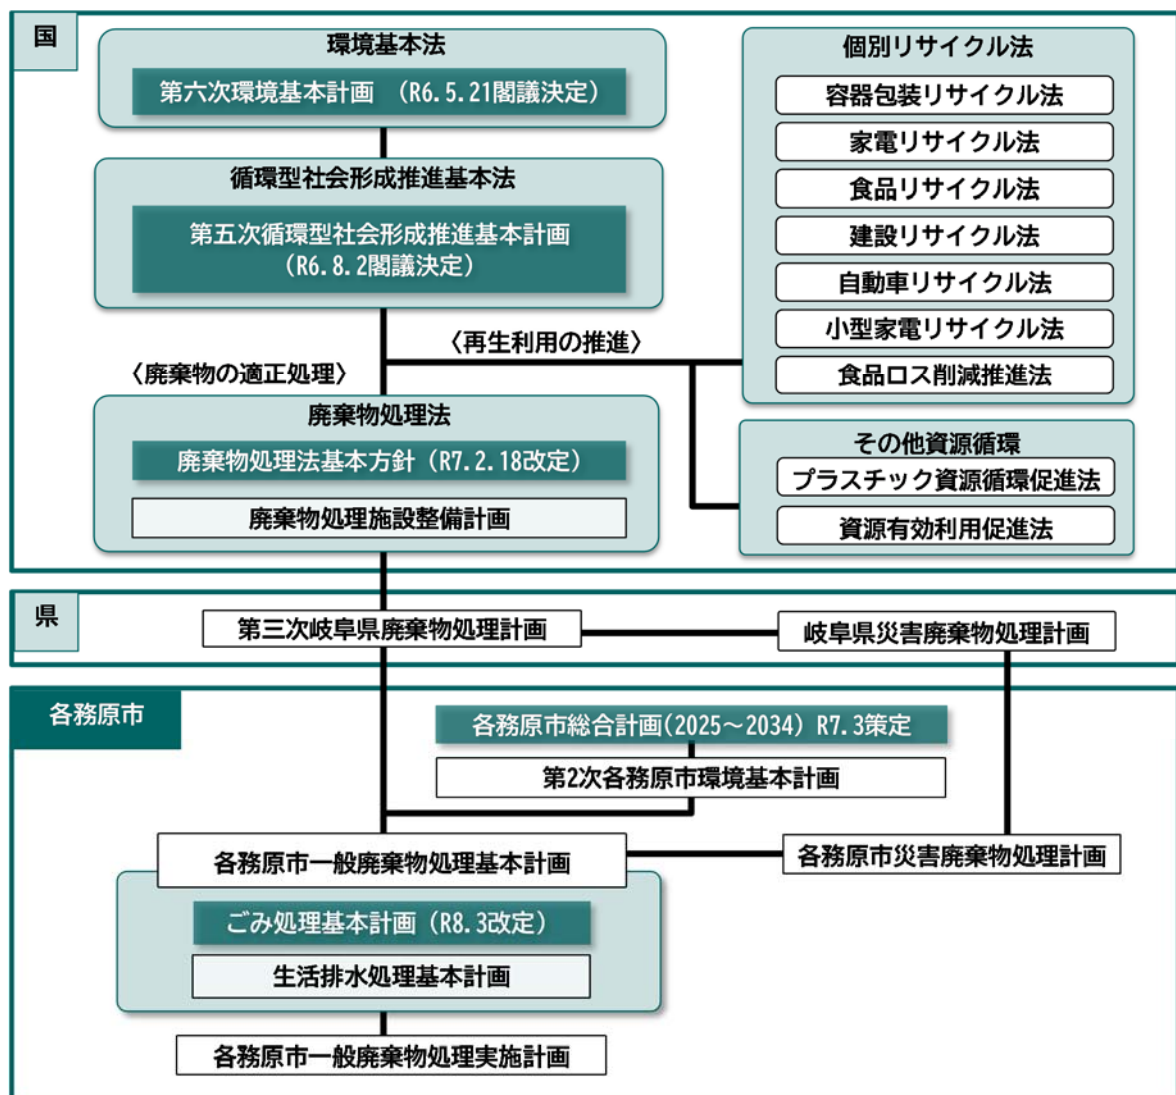 国
環境基本法
第六次環境基本計画 （R6.5.21閣議決定）
循環型社会形成推進基本法
第五次循環型社会形成推進基本計画
（R6.8.2閣議決定）
〈再生利用の推進〉
〈廃棄物の適正処理〉
廃棄物処理法
廃棄物処理法基本方針（R7.2.18改定）
廃棄物処理施設整備計画
個別リサイクル法
容器包装リサイクル法
家電リサイクル法
食品リサイクル法
建設リサイクル法
自動車リサイクル法
小型家電リサイクル法
食品ロス削減推進法
その他資源循環
プラスチック資源循環促進法
資源有効利用促進法
県
第三次岐阜県廃棄物処理計画
岐阜県災害廃棄物処理計画
各務原市
各務原市総合計画(2025～2034) R7.3策定
第2次各務原市環境基本計画
各務原市一般廃棄物処理基本計画
各務原市災害廃棄物処理計画
ごみ処理基本計画（R8.3改定）
生活排水処理基本計画
各務原市一般廃棄物処理実施計画